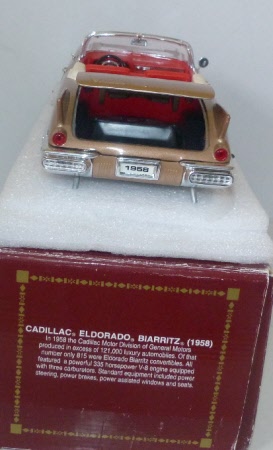 1958
CADILLAC® ELDORADO® BIARRITZ® (1958)
In 1958 the Cadillac Motor Division of General Motors
produced in excess of 121,000 luxury automobiles. Of that
number only 815 were Eldorado Biarritz convertibles. All
featured a powerful 335 horsepower V-8 engine equipped
with three carburators. Standard equipment included power
steering, power brakes, power assisted windows and seats.